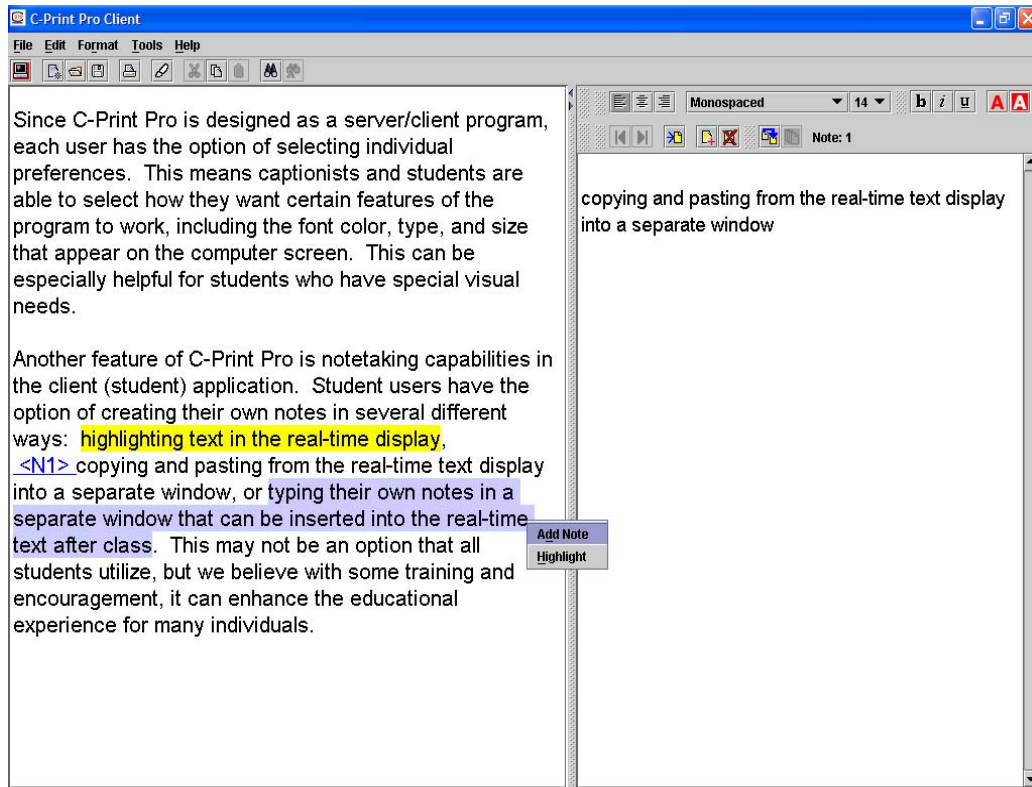 C-Print Pro Client
File Edit Format Tools Help
Since C-Print Pro is designed as a server/client program,
each user has the option of selecting individual
preferences.  This means captionists and students are
able to select how they want certain features of the
program to work, including the font color, type, and size
that appear on the computer screen.  This can be
especially helpful for students who have special visual
needs.
Another feature of C-Print Pro is notetaking capabilities in
the client (student) application.  Student users have the
option of creating their own notes in several different
ways:  highlighting text in the real-time display,
<N1> copying and pasting from the real-time text display
into a separate window, or typing their own notes in a
separate window that can be inserted into the real-time
text after class.  This may not be an option that all
students utilize, but we believe with some training and
encouragement, it can enhance the educational
experience for many individuals.
Add Note
Highlight
Monospaced 14 b i u A A
Note: 1
copying and pasting from the real-time text display
into a separate window